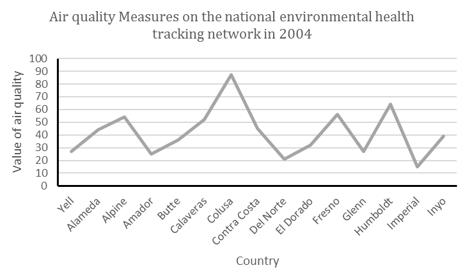 Air quality Measures on the national environmental health
tracking network in 2004
Value of air quality
100
90
80
70
60
50
40
30
20
10
0
Yell
Alameda
Alpine
Amador
Butte
Calaveras
Colusa
Contra Costa
Del Norte
El Dorado
Fresno
Glenn
Humboldt
Imperial
Inyo
Country